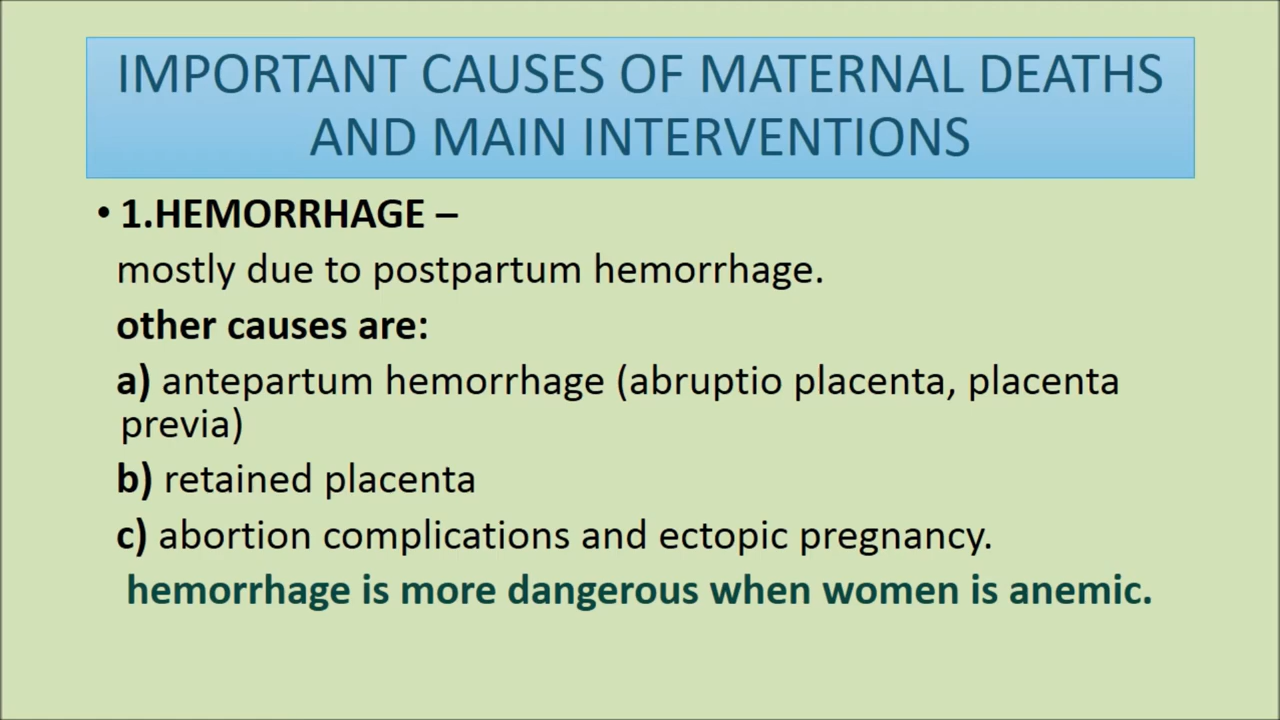 IMPORTANT CAUSES OF MATERNAL DEATHS
AND MAIN INTERVENTIONS
• 1.HEMORRHAGE –
mostly due to postpartum hemorrhage.
other causes are:
a) antepartum hemorrhage (abruptio placenta, placenta
previa)
b) retained placenta
c) abortion complications and ectopic pregnancy.
hemorrhage is more dangerous when women is anemic.